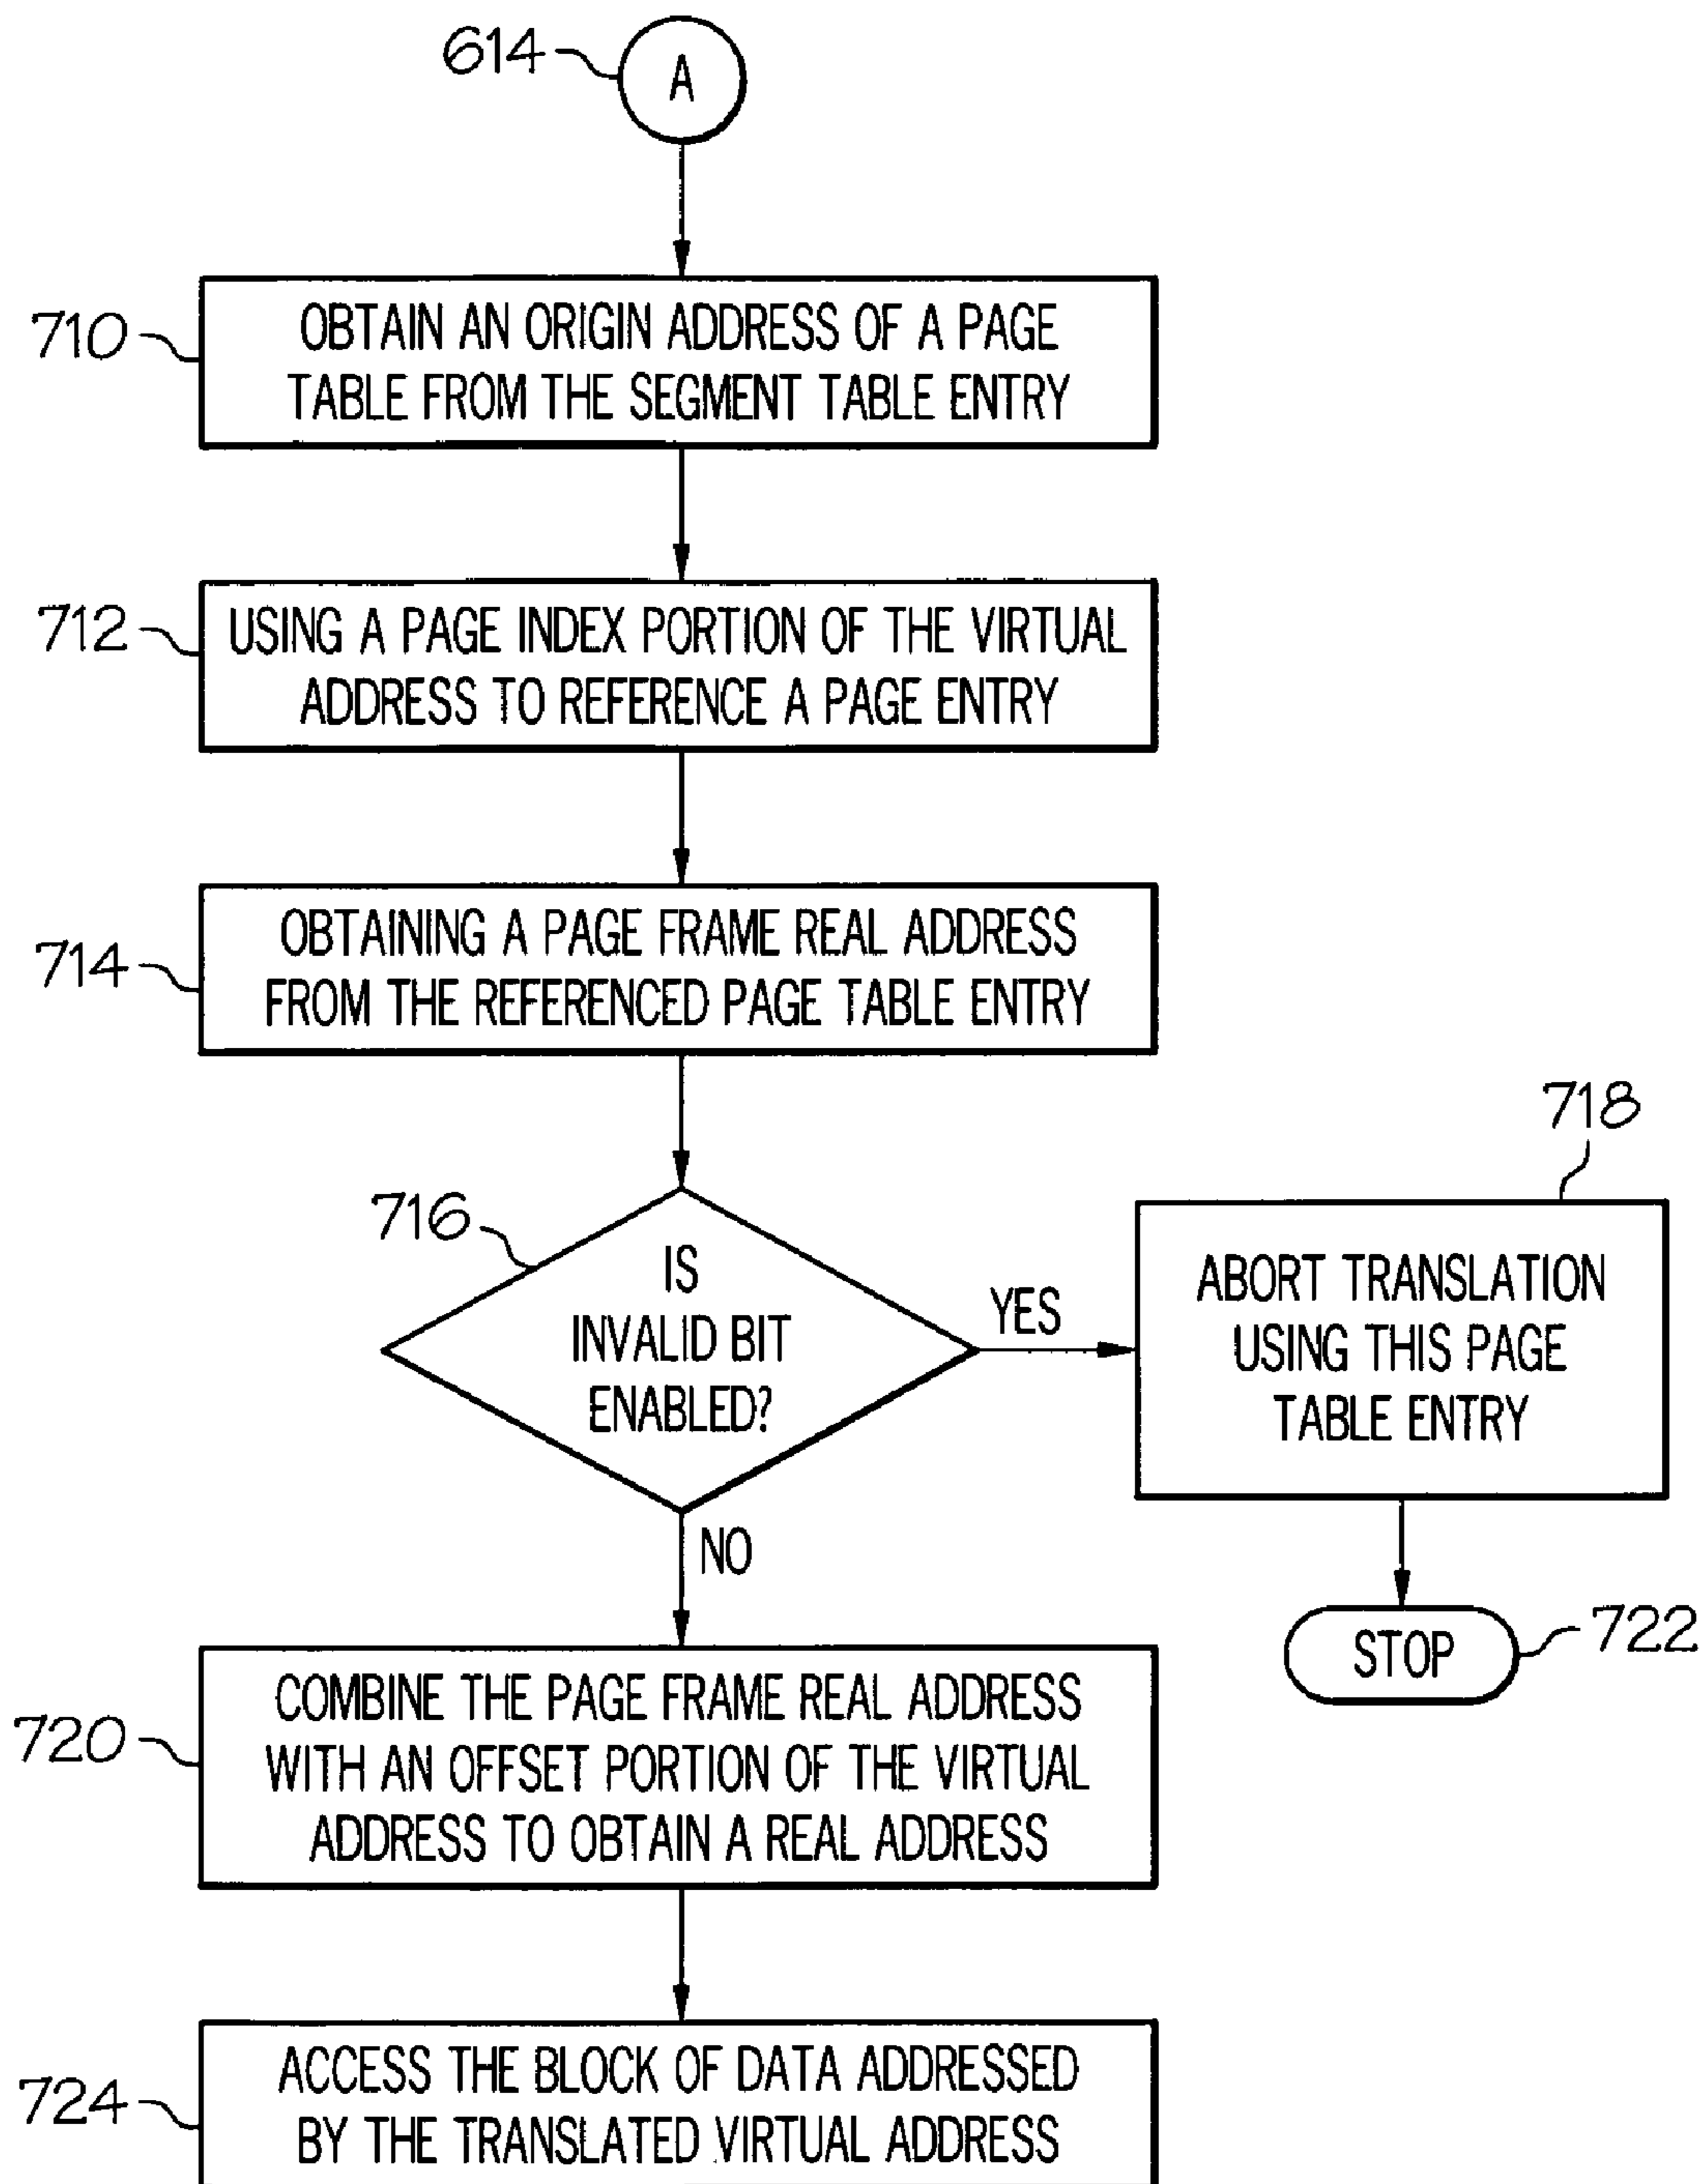 614
A
710
OBTAIN AN ORIGIN ADDRESS OF A PAGE
TABLE FROM THE SEGMENT TABLE ENTRY
712
USING A PAGE INDEX PORTION OF THE VIRTUAL
ADDRESS TO REFERENCE A PAGE ENTRY
714
OBTAINING A PAGE FRAME REAL ADDRESS
FROM THE REFERENCED PAGE TABLE ENTRY
716
IS
INVALID BIT
ENABLED?
YES
718
ABORT TRANSLATION
USING THIS PAGE
TABLE ENTRY
NO
STOP
722
720
COMBINE THE PAGE FRAME REAL ADDRESS
WITH AN OFFSET PORTION OF THE VIRTUAL
ADDRESS TO OBTAIN A REAL ADDRESS
724
ACCESS THE BLOCK OF DATA ADDRESSED
BY THE TRANSLATED VIRTUAL ADDRESS